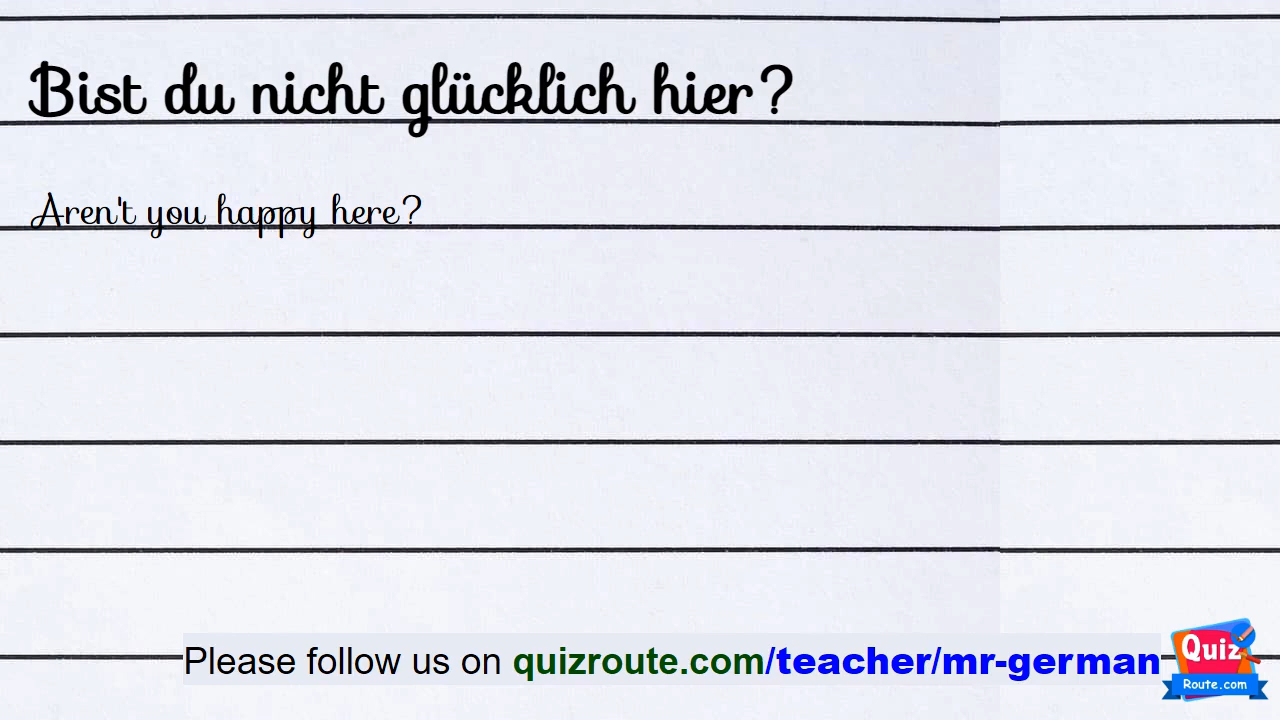 Bist du nicht glücklich hier?
Aren't you happy here?
Please follow us on quizroute.com/teacher/mr-german
Quiz
Route.com